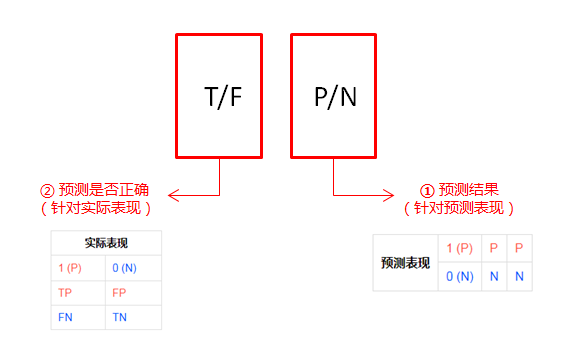 T/F
P/N
② 预测是否正确
（针对实际表现）
① 预测结果
（针对预测表现）
实际表现
1 (P) 0 (N)
TP FP
FN TN
预测表现
1 (P) P P
0 (N) N N